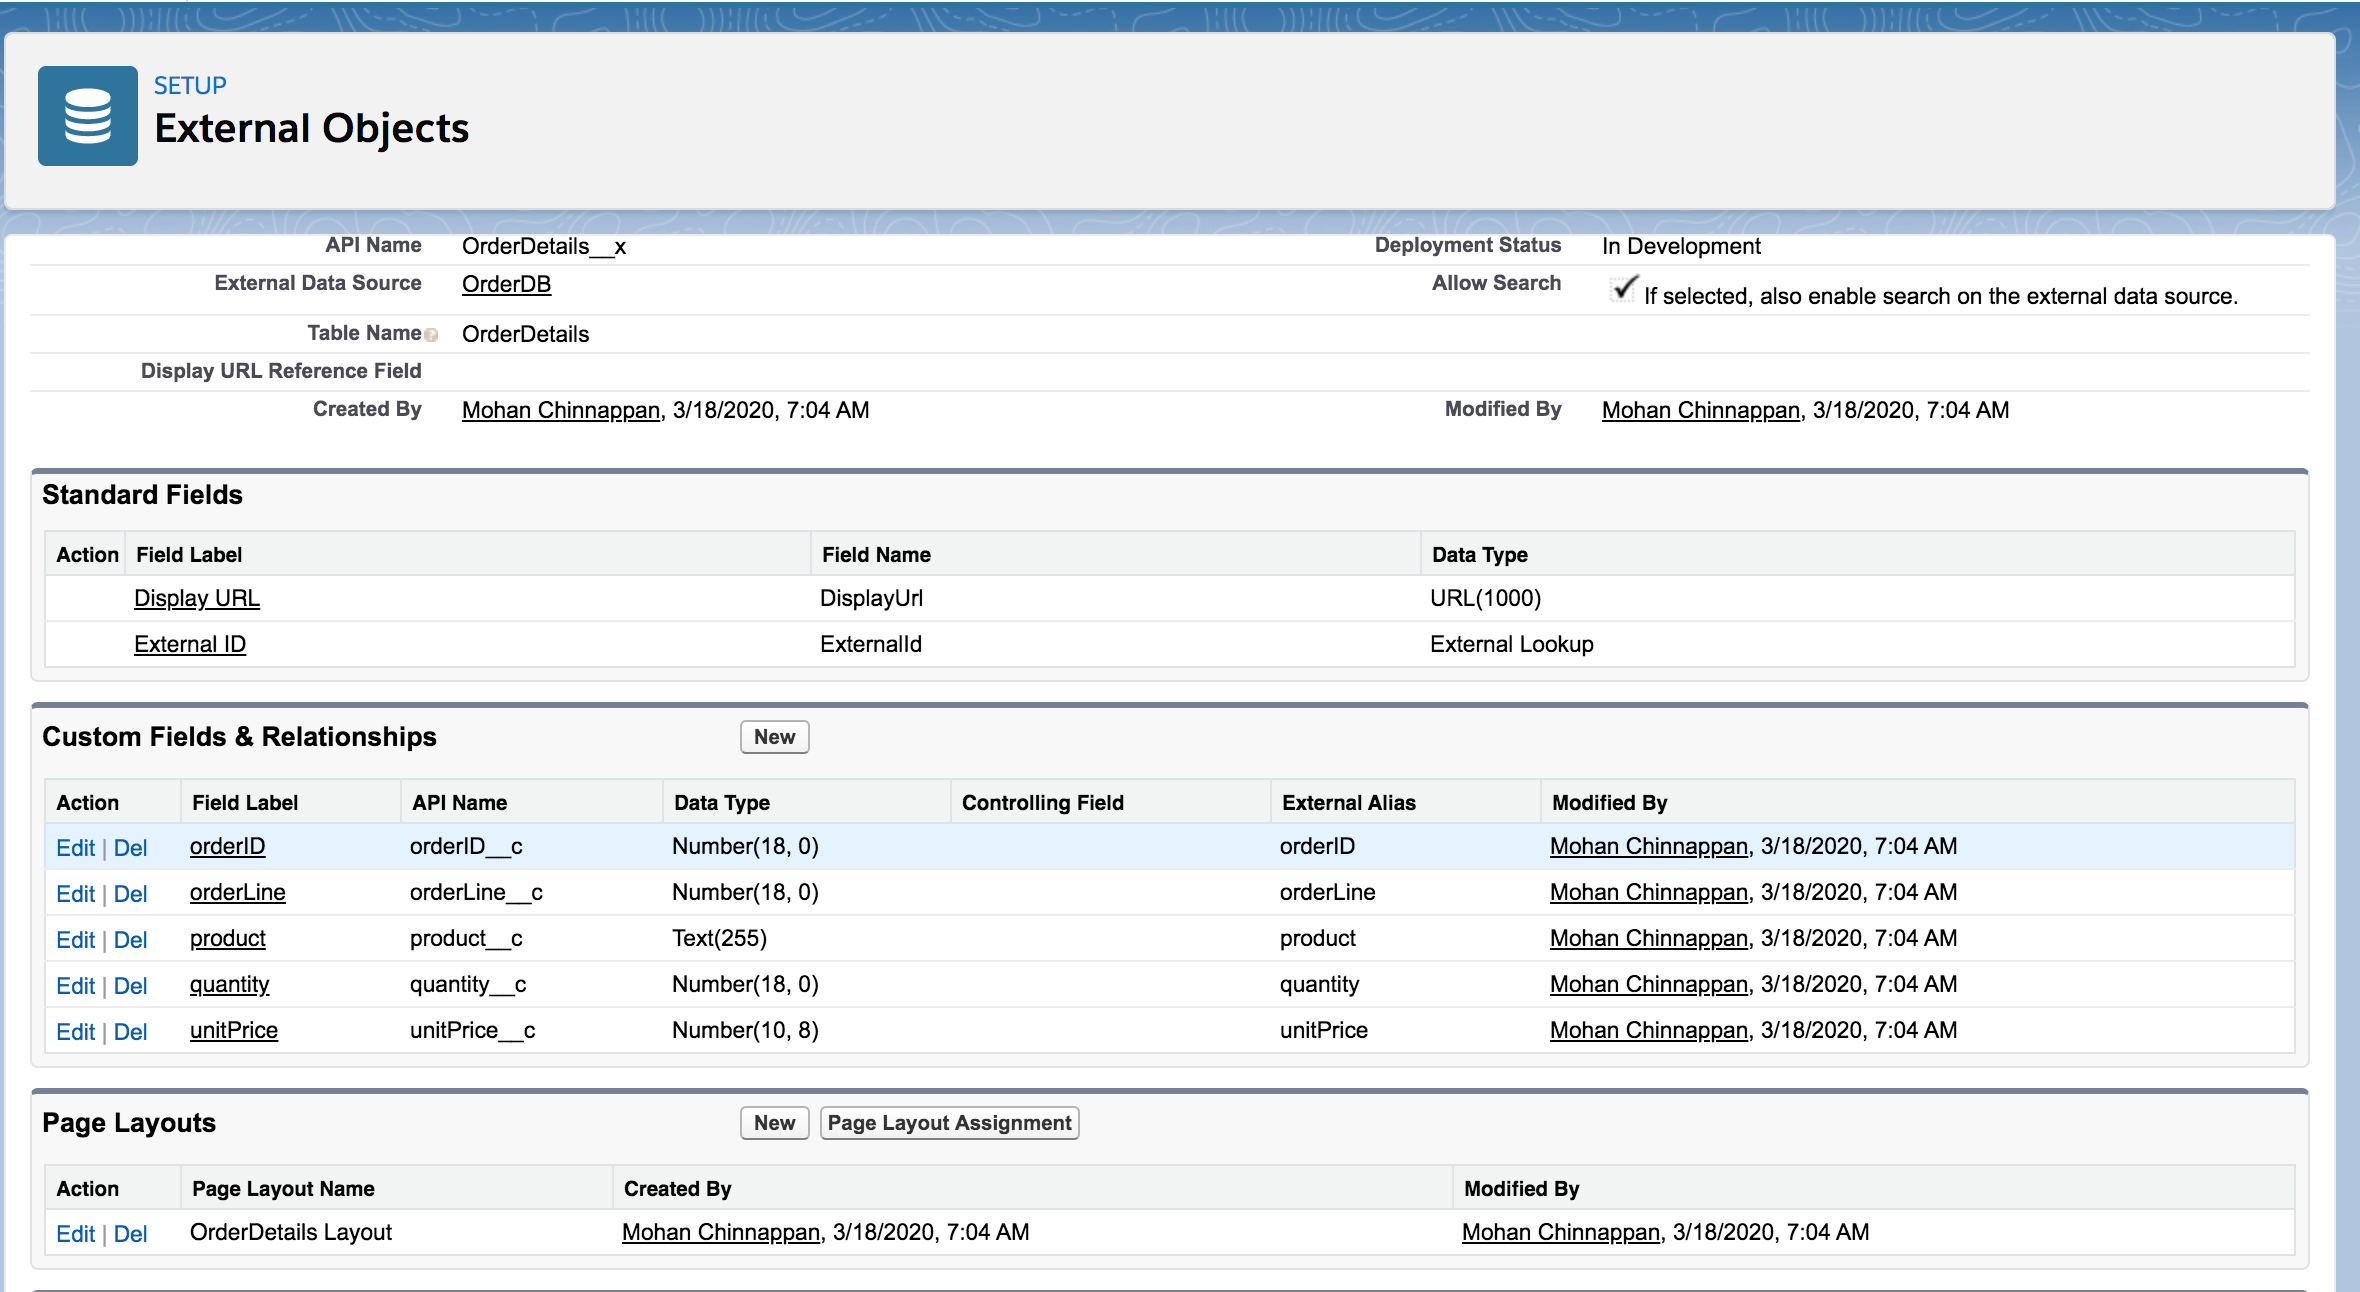 SETUP
External Objects
API Name OrderDetails__x Deployment Status In Development
External Data Source OrderDB Allow Search If selected, also enable search on the external data source.
Table Name ? OrderDetails
Display URL Reference Field
Created By Mohan Chinnappan, 3/18/2020, 7:04 AM Modified By Mohan Chinnappan, 3/18/2020, 7:04 AM
Standard Fields
Action Field Label Field Name Data Type
Display URL DisplayUrl URL(1000)
External ID ExternalId External Lookup
Custom Fields & Relationships New
Action Field Label API Name Data Type Controlling Field External Alias Modified By
Edit | Del orderID orderID__c Number(18, 0) orderID Mohan Chinnappan, 3/18/2020, 7:04 AM
Edit | Del orderLine orderLine__c Number(18, 0) orderLine Mohan Chinnappan, 3/18/2020, 7:04 AM
Edit | Del product product__c Text(255) product Mohan Chinnappan, 3/18/2020, 7:04 AM
Edit | Del quantity quantity__c Number(18, 0) quantity Mohan Chinnappan, 3/18/2020, 7:04 AM
Edit | Del unitPrice unitPrice__c Number(10, 8) unitPrice Mohan Chinnappan, 3/18/2020, 7:04 AM
Page Layouts New Page Layout Assignment
Action Page Layout Name Created By Modified By
Edit | Del OrderDetails Layout Mohan Chinnappan, 3/18/2020, 7:04 AM Mohan Chinnappan, 3/18/2020, 7:04 AM